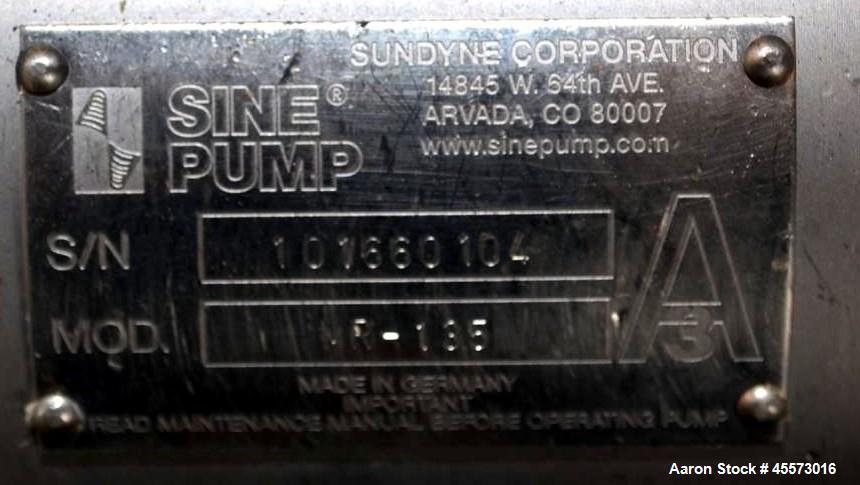 SUNDYNE CORPORATION
14845 W. 64th AVE.
ARVADA, CO 80007
www.sinepump.com
SINE®
PUMP
S/N 101660104
MOD. MR-135
3A
MADE IN GERMANY
IMPORTANT
READ MAINTENANCE MANUAL BEFORE OPERATING PUMP
Aaron Stock # 45573016